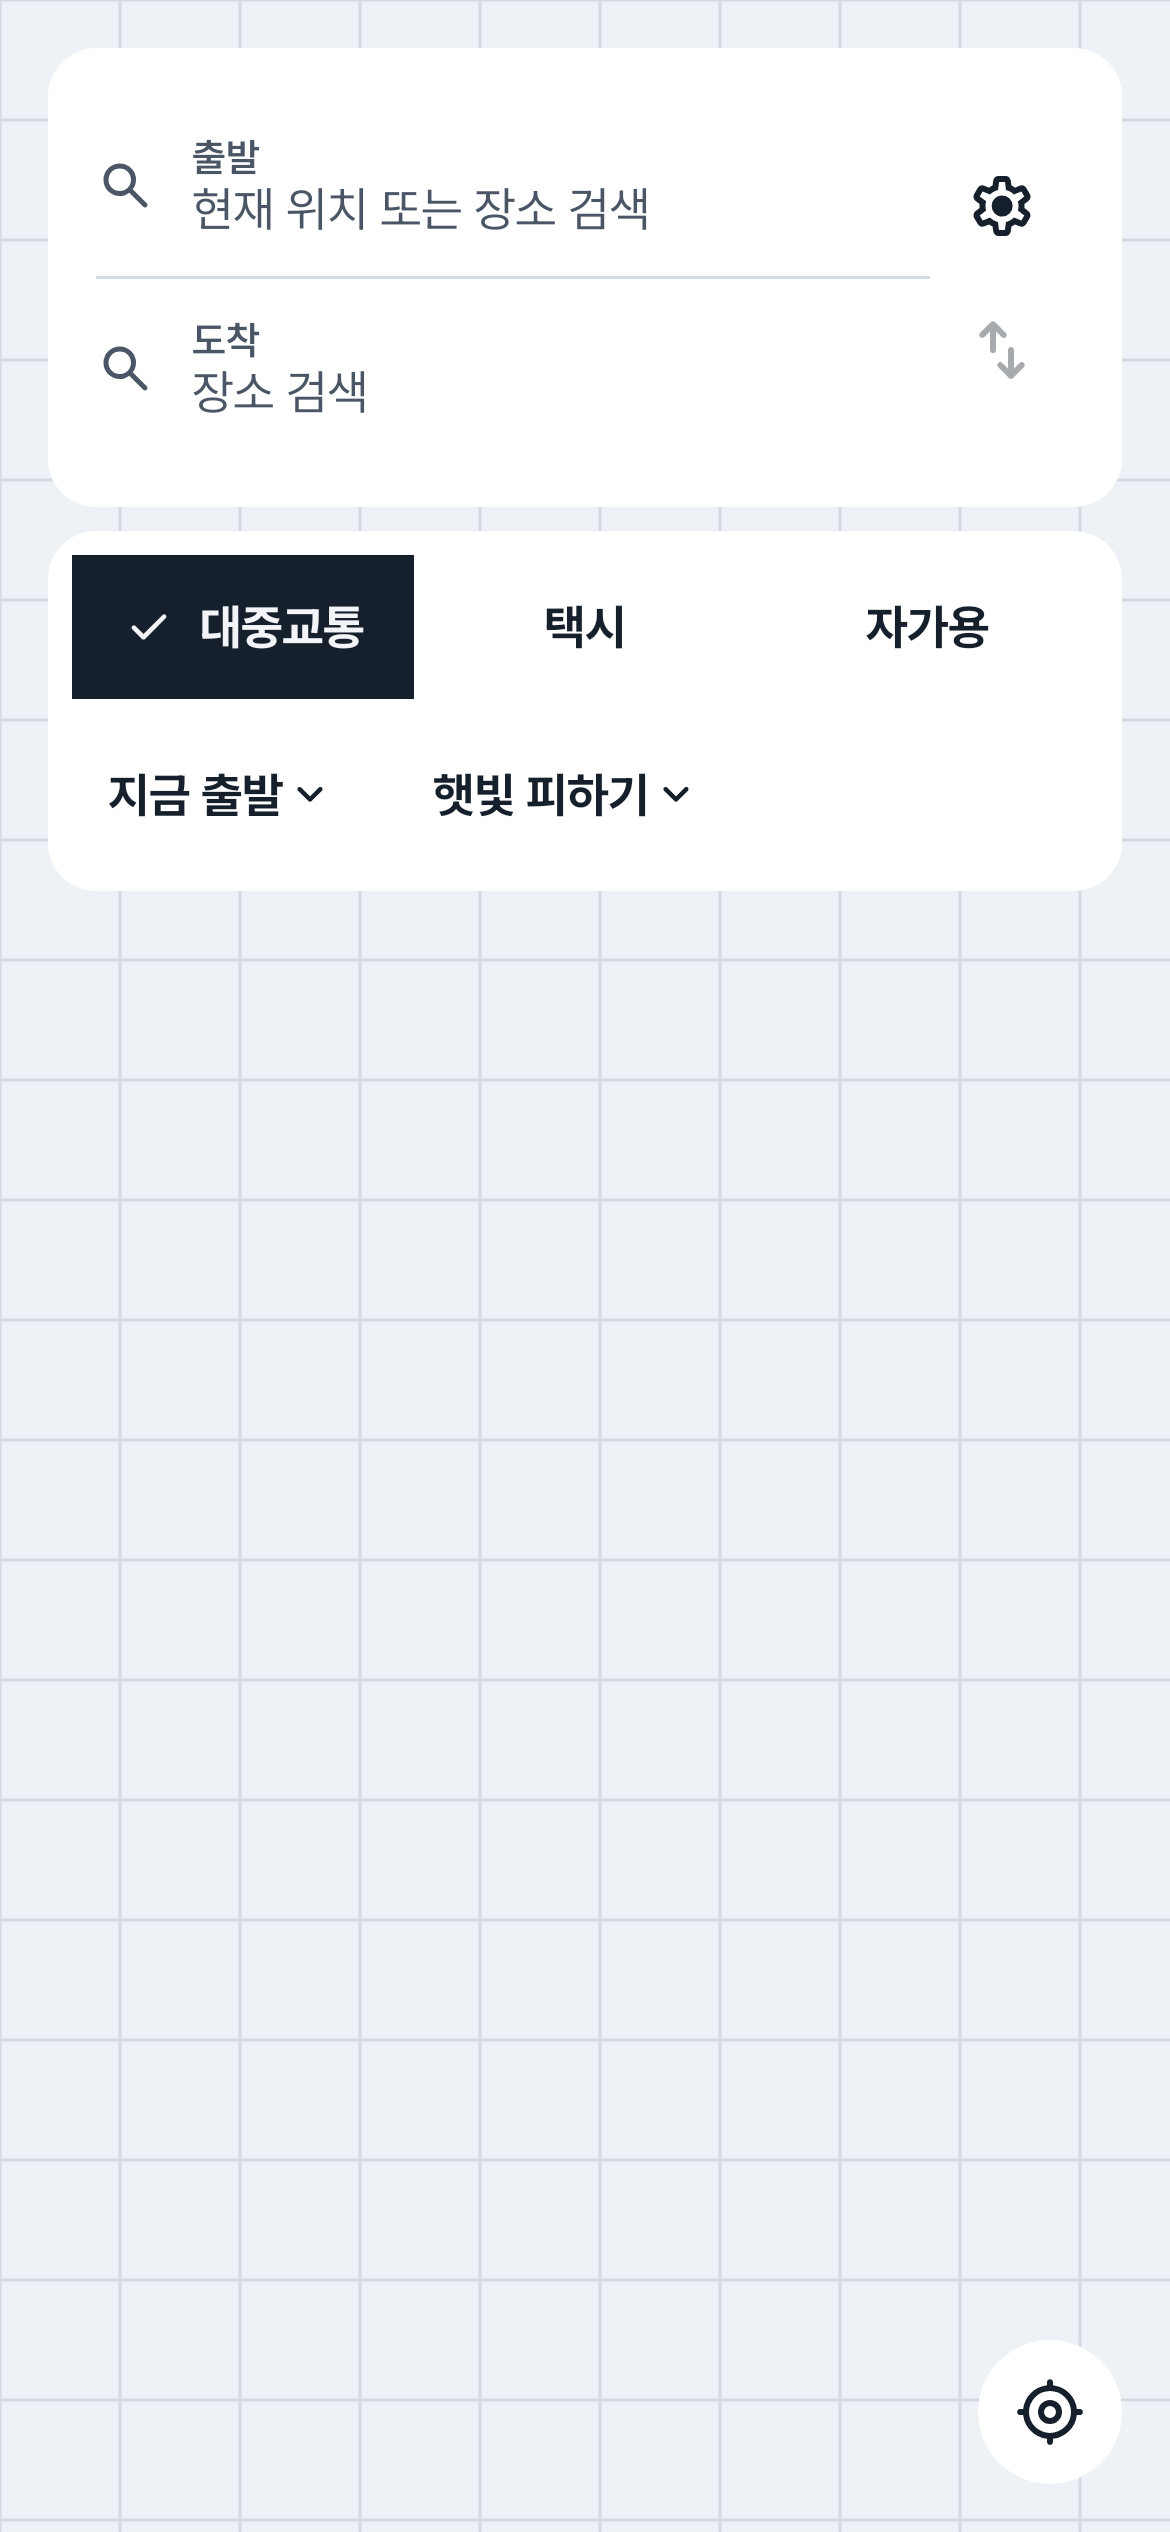 출발
현재 위치 또는 장소 검색
도착
장소 검색
대중교통 택시 자가용
지금 출발 햇빛 피하기